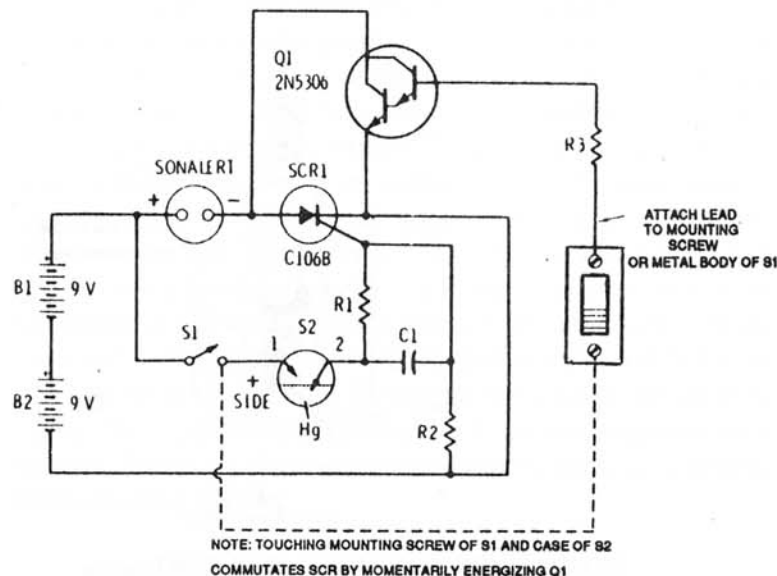 Q1
2N5306
R3
SONALERT
SCR1
+ -
C106B
ATTACH LEAD
TO MOUNTING
SCREW
OR METAL BODY OF S1
B1 9 V
R1
S1 S2 C1
1 2
+
SIDE
B2 9 V
Hg
R2
NOTE: TOUCHING MOUNTING SCREW OF S1 AND CASE OF S2
COMMUTATES SCR BY MOMENTARILY ENERGIZING Q1